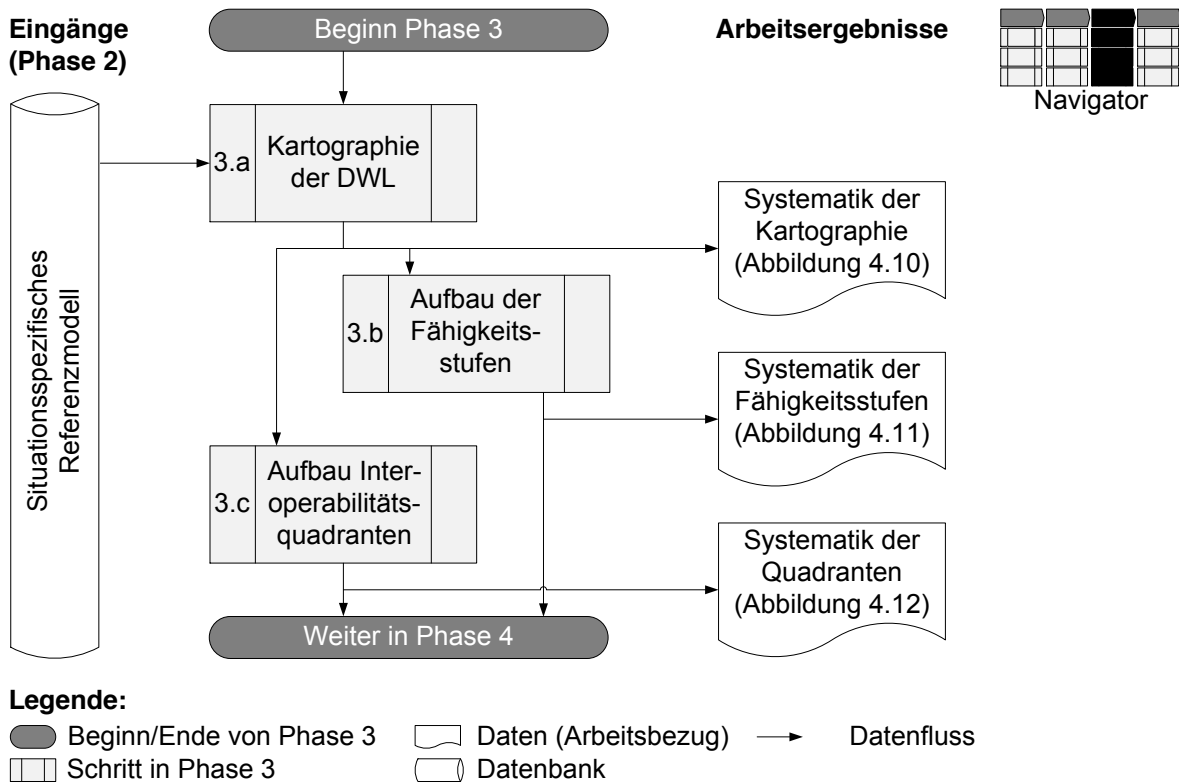 Eingänge
(Phase 2)
Beginn Phase 3
Arbeitsergebnisse
Navigator
Situationsspezifisches
Referenzmodell
3.a
Kartographie
der DWL
Systematik der
Kartographie
(Abbildung 4.10)
3.b
Aufbau der
Fähigkeits-
stufen
Systematik der
Fähigkeitsstufen
(Abbildung 4.11)
3.c
Aufbau Inter-
operabilitäts-
quadranten
Systematik der
Quadranten
(Abbildung 4.12)
Weiter in Phase 4
Legende:
Beginn/Ende von Phase 3
Daten (Arbeitsbezug)
Datenfluss
Schritt in Phase 3
Datenbank